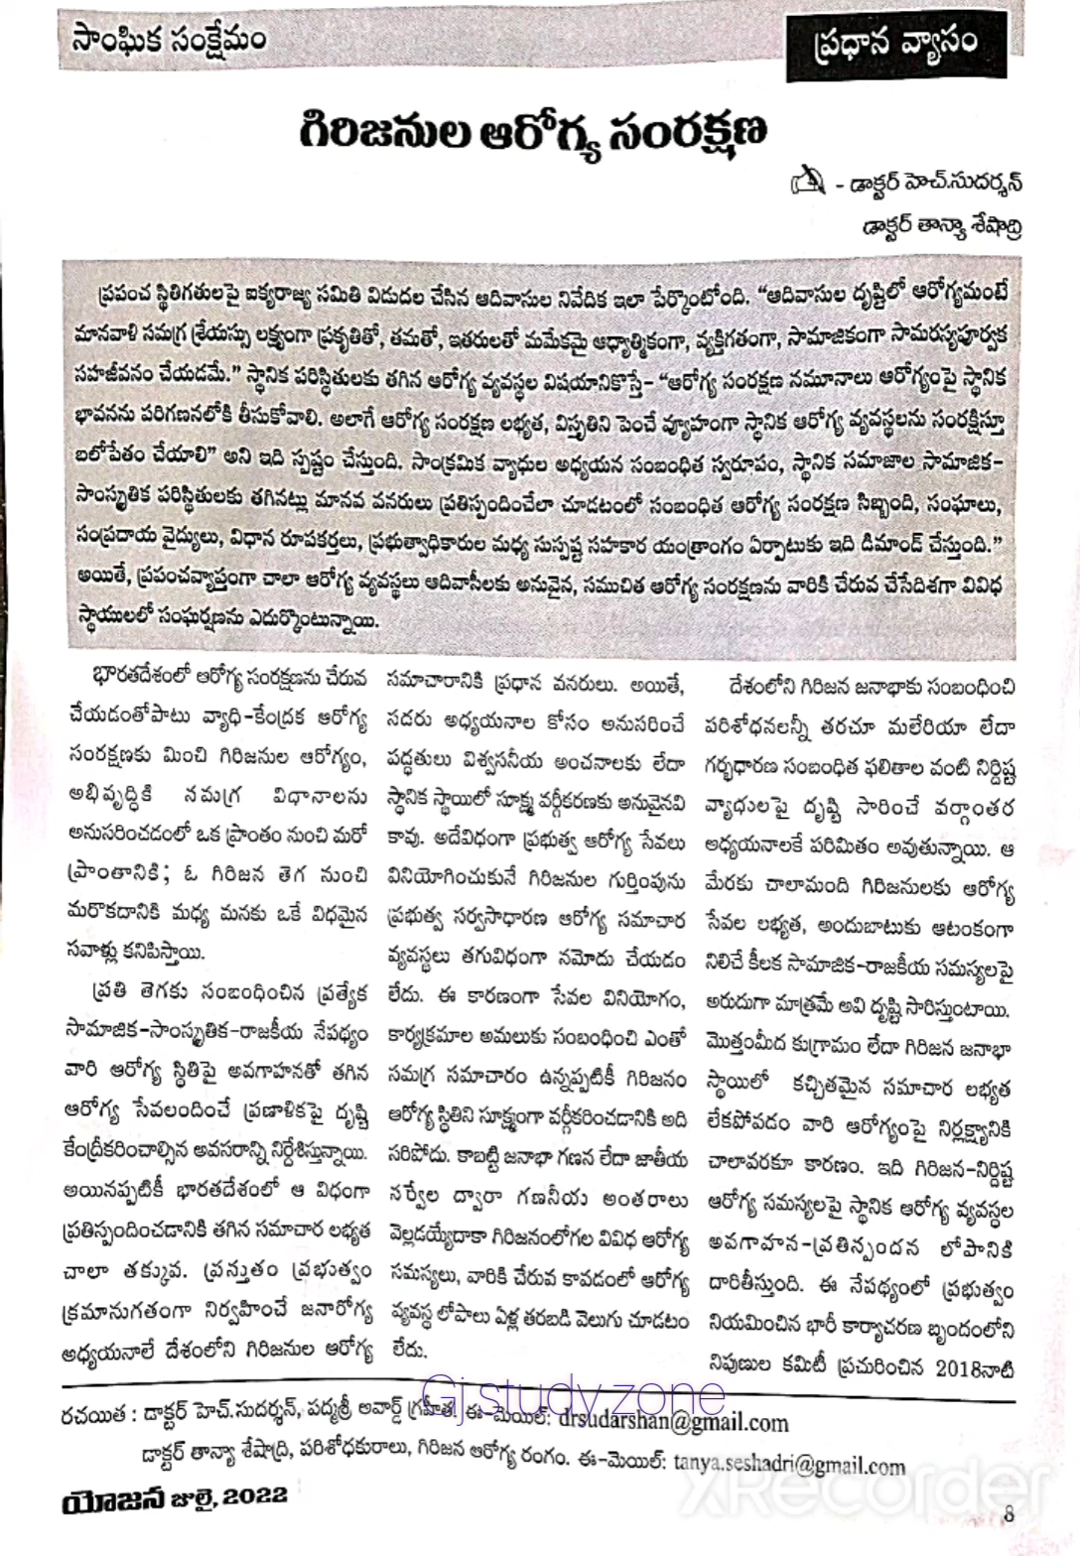 సాంఘిక సంక్షేమం
ప్రధాన వ్యాసం
గిరిజనుల ఆరోగ్య సంరక్షణ
- డాక్టర్ హెచ్.సుదర్శన్
డాక్టర్ తాన్యా శేషాద్రి
ప్రపంచ స్థితిగతులపై ఐక్యరాజ్య సమితి విడుదల చేసిన ఆదివాసుల నివేదిక ఇలా పేర్కొంటోంది. “ఆదివాసుల దృష్టిలో ఆరోగ్యమంటే
మానవాళి సమగ్ర శ్రేయస్సు లక్ష్యంగా ప్రకృతితో, తమతో, ఇతరులతో మమేకమై ఆధ్యాత్మికంగా, వ్యక్తిగతంగా, సామాజికంగా సామరస్యపూర్వక
సహజీవనం చేయడమే.” స్థానిక పరిస్థితులకు తగిన ఆరోగ్య వ్యవస్థల విషయానికొస్తే- “ఆరోగ్య సంరక్షణ నమూనాలు ఆరోగ్యంపై స్థానిక
భావనను పరిగణనలోకి తీసుకోవాలి. అలాగే ఆరోగ్య సంరక్షణ లభ్యత, విస్తృతిని పెంచే వ్యూహంగా స్థానిక ఆరోగ్య వ్యవస్థలను సంరక్షిస్తూ
బలోపేతం చేయాలి” అని ఇది స్పష్టం చేస్తుంది. సాంక్రమిక వ్యాధుల అధ్యయన సంబంధిత స్వరూపం, స్థానిక సమాజాల సామాజిక-
సాంస్కృతిక పరిస్థితులకు తగినట్లు మానవ వనరులు ప్రతిస్పందించేలా చూడటంలో సంబంధిత ఆరోగ్య సంరక్షణ సిబ్బంది, సంఘాలు,
సంప్రదాయ వైద్యులు, విధాన రూపకర్తలు, ప్రభుత్వాధికారుల మధ్య సుస్పష్ట సహకార యంత్రాంగం ఏర్పాటుకు ఇది డిమాండ్ చేస్తుంది.”
అయితే, ప్రపంచవ్యాప్తంగా చాలా ఆరోగ్య వ్యవస్థలు ఆదివాసీలకు అనువైన, సముచిత ఆరోగ్య సంరక్షణను వారికి చేరువ చేసేదిశగా వివిధ
స్థాయులలో సంఘర్షణను ఎదుర్కొంటున్నాయి.
భారతదేశంలో ఆరోగ్య సంరక్షణను చేరువ
చేయడంతోపాటు వ్యాధి-కేంద్రక ఆరోగ్య
సంరక్షణకు మించి గిరిజనుల ఆరోగ్యం,
అభివృద్ధికి సమగ్ర విధానాలను
అనుసరించడంలో ఒక ప్రాంతం నుంచి మరో
ప్రాంతానికి; ఓ గిరిజన తెగ నుంచి
మరొకదానికి మధ్య మనకు ఒకే విధమైన
సవాళ్లు కనిపిస్తాయి.
ప్రతి తెగకు సంబంధించిన ప్రత్యేక
సామాజిక-సాంస్కృతిక-రాజకీయ నేపథ్యం
వారి ఆరోగ్య స్థితిపై అవగాహనతో తగిన
ఆరోగ్య సేవలందించే ప్రణాళికపై దృష్టి
కేంద్రీకరించాల్సిన అవసరాన్ని నిర్దేశిస్తున్నాయి.
అయినప్పటికీ భారతదేశంలో ఆ విధంగా
ప్రతిస్పందించడానికి తగిన సమాచార లభ్యత
చాలా తక్కువ. ప్రస్తుతం ప్రభుత్వం
క్రమానుగతంగా నిర్వహించే జనారోగ్య
అధ్యయనాలే దేశంలోని గిరిజనుల ఆరోగ్య
సమాచారానికి ప్రధాన వనరులు. అయితే,
సదరు అధ్యయనాల కోసం అనుసరించే
పద్ధతులు విశ్వసనీయ అంచనాలకు లేదా
స్థానిక స్థాయిలో సూక్ష్మ వర్గీకరణకు అనువైనవి
కావు. అదేవిధంగా ప్రభుత్వ ఆరోగ్య సేవలు
వినియోగించుకునే గిరిజనుల గుర్తింపును
ప్రభుత్వ సర్వసాధారణ ఆరోగ్య సమాచార
వ్యవస్థలు తగువిధంగా నమోదు చేయడం
లేదు. ఈ కారణంగా సేవల వినియోగం,
కార్యక్రమాల అమలుకు సంబంధించి ఎంతో
సమగ్ర సమాచారం ఉన్నప్పటికీ గిరిజనం
ఆరోగ్య స్థితిని సూక్ష్మంగా వర్గీకరించడానికి అది
సరిపోదు. కాబట్టి జనాభా గణన లేదా జాతీయ
సర్వేల ద్వారా గణనీయ అంతరాలు
వెల్లడయ్యేదాకా గిరిజనంలోగల వివిధ ఆరోగ్య
సమస్యలు, వారికి చేరువ కావడంలో ఆరోగ్య
వ్యవస్థ లోపాలు ఏళ్ల తరబడి వెలుగు చూడటం
లేదు.
దేశంలోని గిరిజన జనాభాకు సంబంధించి
పరిశోధనలన్నీ తరచూ మలేరియా లేదా
గర్భధారణ సంబంధిత ఫలితాల వంటి నిర్దిష్ట
వ్యాధులపై దృష్టి సారించే వర్గాంతర
అధ్యయనాలకే పరిమితం అవుతున్నాయి. ఆ
మేరకు చాలామంది గిరిజనులకు ఆరోగ్య
సేవల లభ్యత, అందుబాటుకు ఆటంకంగా
నిలిచే కీలక సామాజిక-రాజకీయ సమస్యలపై
అరుదుగా మాత్రమే అవి దృష్టి సారిస్తుంటాయి.
మొత్తంమీద కుగ్రామం లేదా గిరిజన జనాభా
స్థాయిలో కచ్చితమైన సమాచార లభ్యత
లేకపోవడం వారి ఆరోగ్యంపై నిర్లక్ష్యానికి
చాలావరకూ కారణం. ఇది గిరిజన-నిర్దిష్ట
ఆరోగ్య సమస్యలపై స్థానిక ఆరోగ్య వ్యవస్థల
అవగాహన-ప్రతిస్పందన లోపానికి
దారితీస్తుంది. ఈ నేపథ్యంలో ప్రభుత్వం
నియమించిన భారీ కార్యాచరణ బృందంలోని
నిపుణుల కమిటీ ప్రచురించిన 2018నాటి
Gj study zone
రచయిత : డాక్టర్ హెచ్.సుదర్శన్, పద్మశ్రీ అవార్డ్ గ్రహీత. ఈ-మెయిల్: drsudarshan@gmail.com
డాక్టర్ తాన్యా శేషాద్రి, పరిశోధకురాలు, గిరిజన ఆరోగ్య రంగం. ఈ-మెయిల్: tanya.seshadri@gmail.com
యోజన జులై, 2022
8
XRecorder